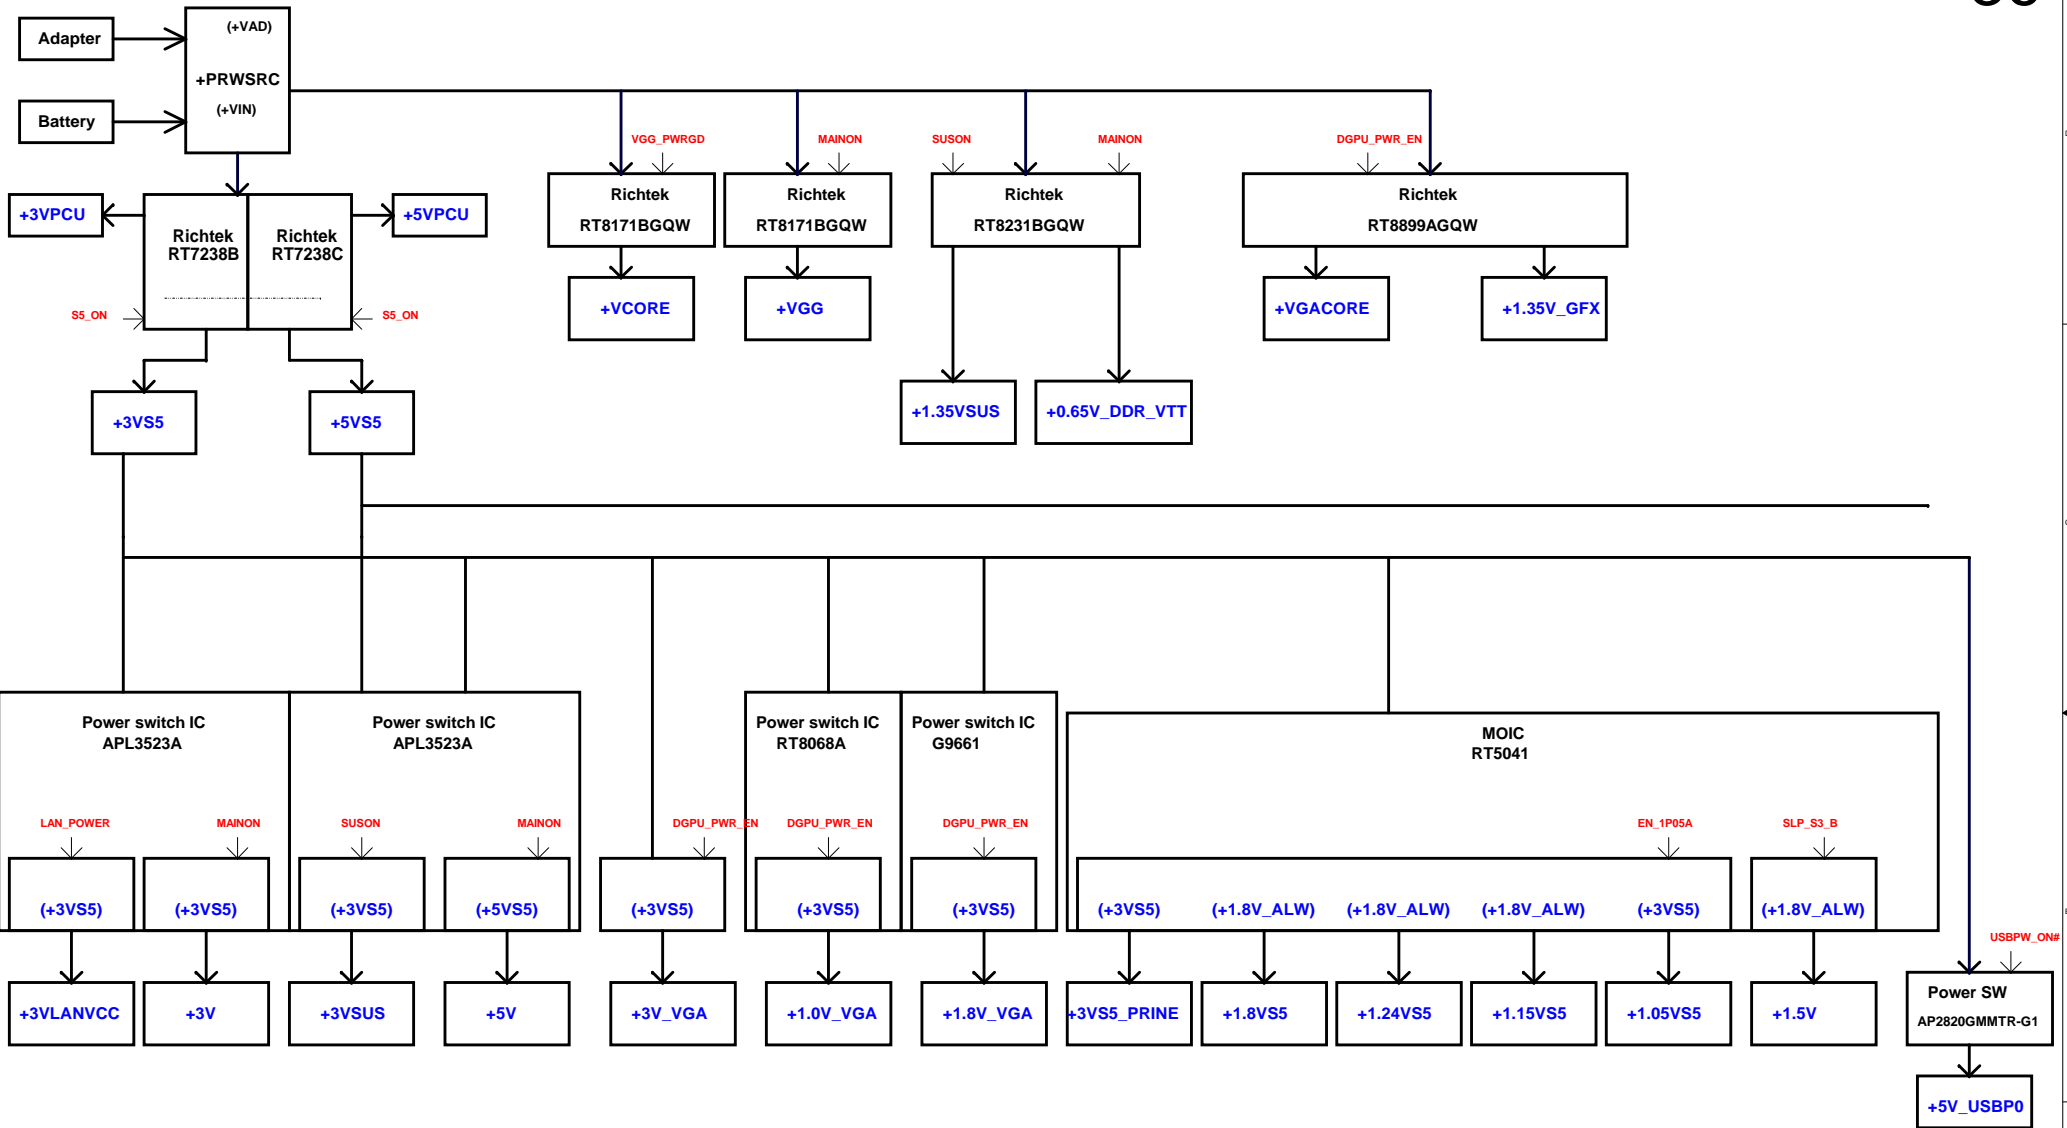 Adapter
(+VAD)
+PRWSRC
(+VIN)
Battery
VGG_PWRGD
MAINON
SUSON
MAINON
DGPU_PWR_EN
+3VPCU
Richtek
RT7238B
Richtek
RT7238C
+5VPCU
Richtek
RT8171BGQW
Richtek
RT8171BGQW
Richtek
RT8231BGQW
Richtek
RT8899AGQW
S5_ON
S5_ON
+VCORE
+VGG
+VGACORE
+1.35V_GFX
+3VS5
+5VS5
+1.35VSUS
+0.65V_DDR_VTT
Power switch IC
APL3523A
Power switch IC
APL3523A
Power switch IC
RT8068A
Power switch IC
G9661
MOIC
RT5041
LAN_POWER
MAINON
SUSON
MAINON
DGPU_PWR_EN
DGPU_PWR_EN
DGPU_PWR_EN
EN_1P05A
SLP_S3_B
(+3VS5)
(+3VS5)
(+3VS5)
(+5VS5)
(+3VS5)
(+3VS5)
(+3VS5)
(+3VS5)
(+1.8V_ALW)
(+1.8V_ALW)
(+1.8V_ALW)
(+3VS5)
(+1.8V_ALW)
USBPW_ON#
+3VLANVCC
+3V
+3VSUS
+5V
+3V_VGA
+1.0V_VGA
+1.8V_VGA
+3VS5_PRINE
+1.8VS5
+1.24VS5
+1.15VS5
+1.05VS5
+1.5V
Power SW
AP2820GMMTR-G1
+5V_USBP0